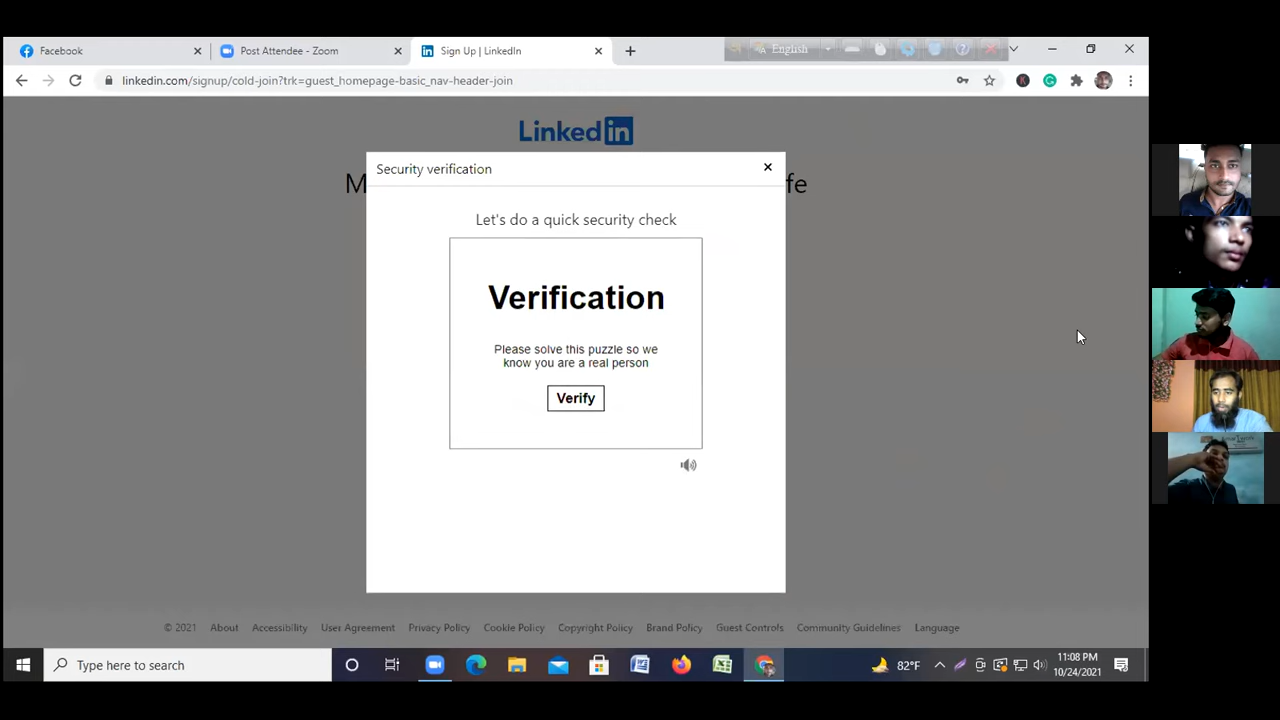 Facebook
Post Attendee - Zoom
Sign Up | LinkedIn
English
linkedin.com/signup/cold-join?trk=guest_homepage-basic_nav-header-join
Linked in
M
fe
Security verification
Let's do a quick security check
Verification
Please solve this puzzle so we
know you are a real person
Verify
© 2021 About Accessibility User Agreement Privacy Policy Cookie Policy Copyright Policy Brand Policy Guest Controls Community Guidelines Language
Type here to search
82°F
11:08 PM
10/24/2021